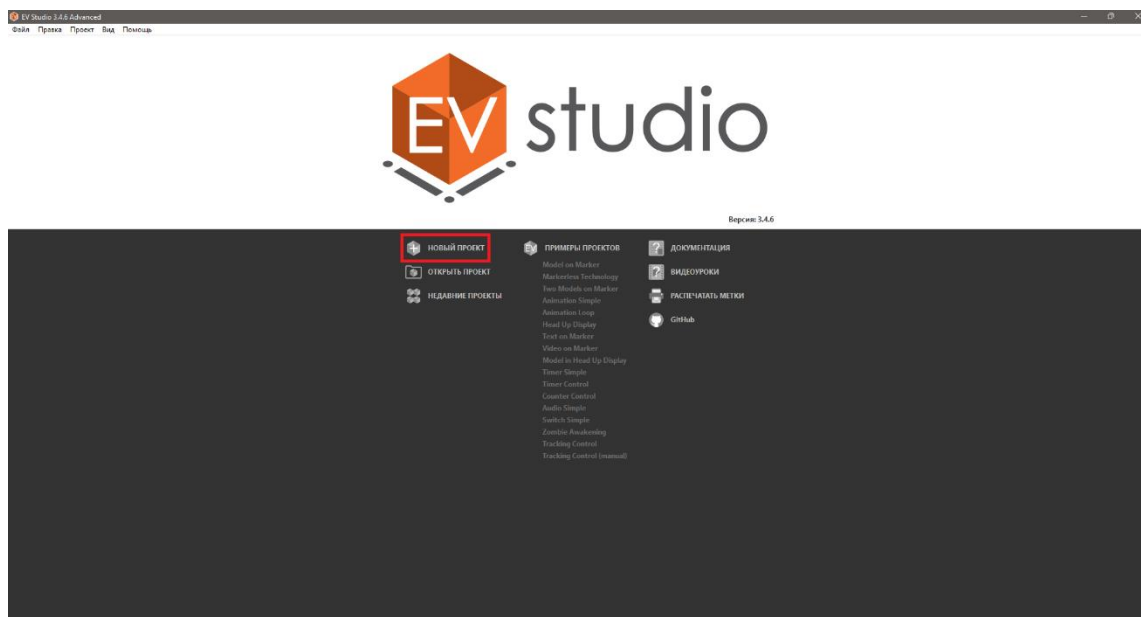 EV Studio 3.4.6 Advanced
Файл Правка Проект Вид Помощь
EV studio
Версия: 3.4.6
НОВЫЙ ПРОЕКТ
ОТКРЫТЬ ПРОЕКТ
НЕДАВНИЕ ПРОЕКТЫ
ПРИМЕРЫ ПРОЕКТОВ
Model on Marker
Markerless Technology
Two Models on Marker
Animation Simple
Animation Loop
Head Up Display
Text on Marker
Video on Marker
Model in Head Up Display
Timer Simple
Timer Control
Counter Control
Audio Simple
Switch Simple
Zombie Awakening
Tracking Control
Tracking Control (manual)
ДОКУМЕНТАЦИЯ
ВИДЕОУРОКИ
РАСПЕЧАТАТЬ МЕТКИ
GitHub